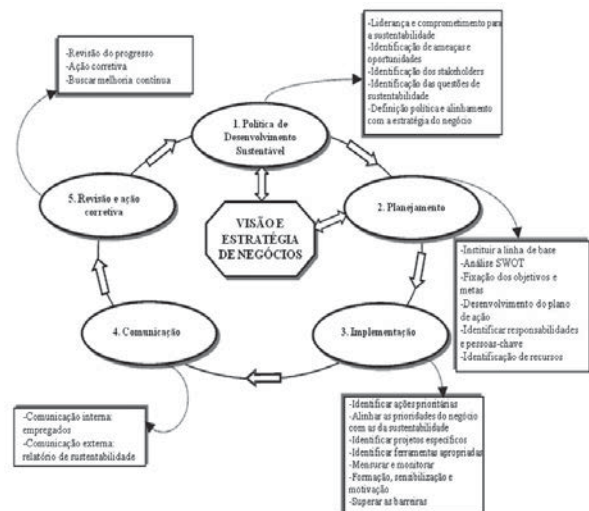 -Revisão do progresso
-Ação corretiva
-Buscar melhoria contínua
-Liderança e comprometimento para
a sustentabilidade
-Identificação de ameaças e
oportunidades
-Identificação dos stakeholders
-Identificação das questões de
sustentabilidade
-Definição política e alinhamento
com a estratégia do negócio
1. Política de
Desenvolvimento
Sustentável
5. Revisão e ação
corretiva
2. Planejamento
VISÃO E
ESTRATÉGIA
DE NEGÓCIOS
-Instituir a linha de base
-Análise SWOT
-Fixação dos objetivos e
metas
-Desenvolvimento do plano
de ação
-Identificar responsabilidades
e pessoas-chave
-Identificação de recursos
4. Comunicação
3. Implementação
-Comunicação interna:
empregados
-Comunicação externa:
relatório de sustentabilidade
-Identificar ações prioritárias
-Alinhar as prioridades do negócio
com as da sustentabilidade
-Identificar projetos específicos
-Identificar ferramentas apropriadas
-Mensurar e monitorar
-Formação, sensibilização e
motivação
-Superar as barreiras